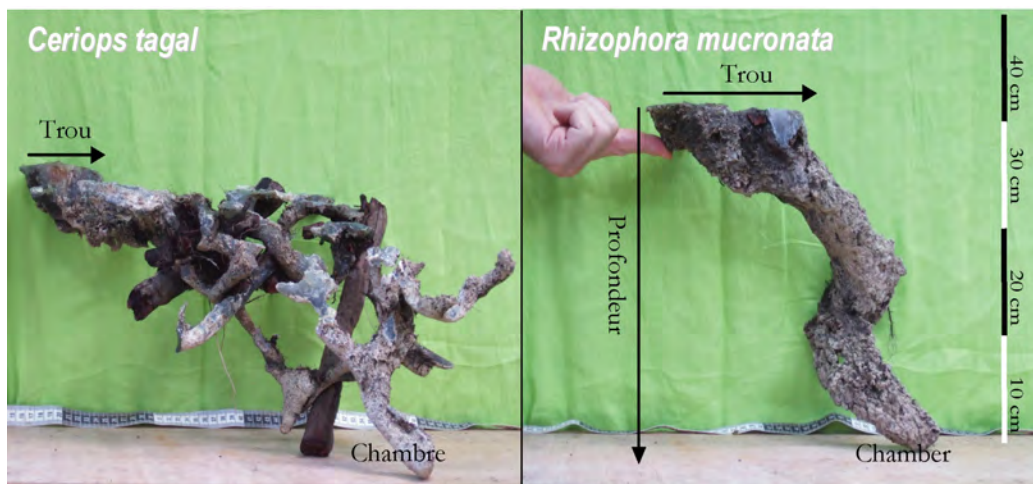 Ceriops tagal
Trou
Chambre
Rhizophora mucronata
Trou
Profondeur
Chamber
40 cm
30 cm
20 cm
10 cm